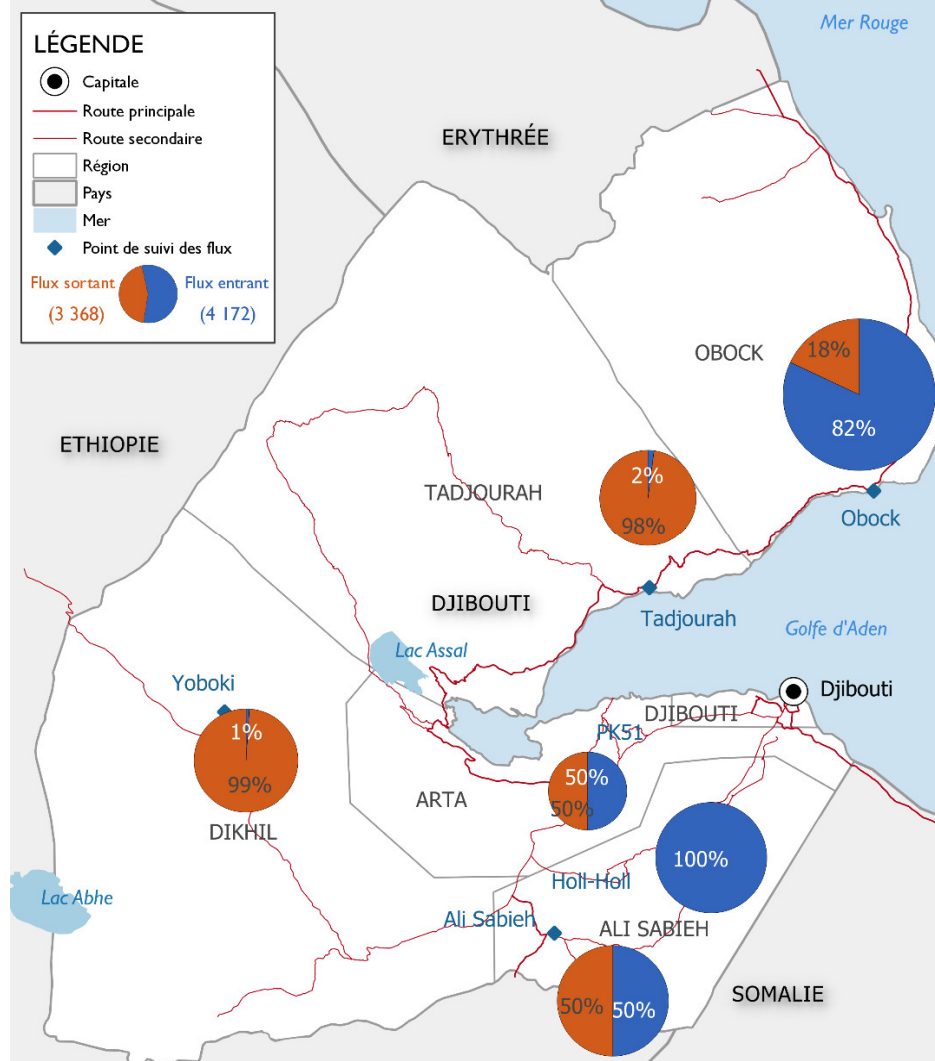 LÉGENDE
Capitale
Route principale
Route secondaire
Région
Pays
Mer
Point de suivi des flux
Flux sortant
(3 368)
Flux entrant
(4 172)
Mer Rouge
ERYTHRÉE
OBOCK
18%
82%
Obock
ETHIOPIE
TADJOURAH
2%
98%
DJIBOUTI
Tadjourah
Golfe d'Aden
Lac Assal
Yoboki
1%
99%
DIKHIL
Djibouti
DJIBOUTI
PK51
50%
50%
ARTA
100%
Holl-Holl
Lac Abhe
Ali Sabieh
ALI SABIEH
50%
50%
SOMALIE